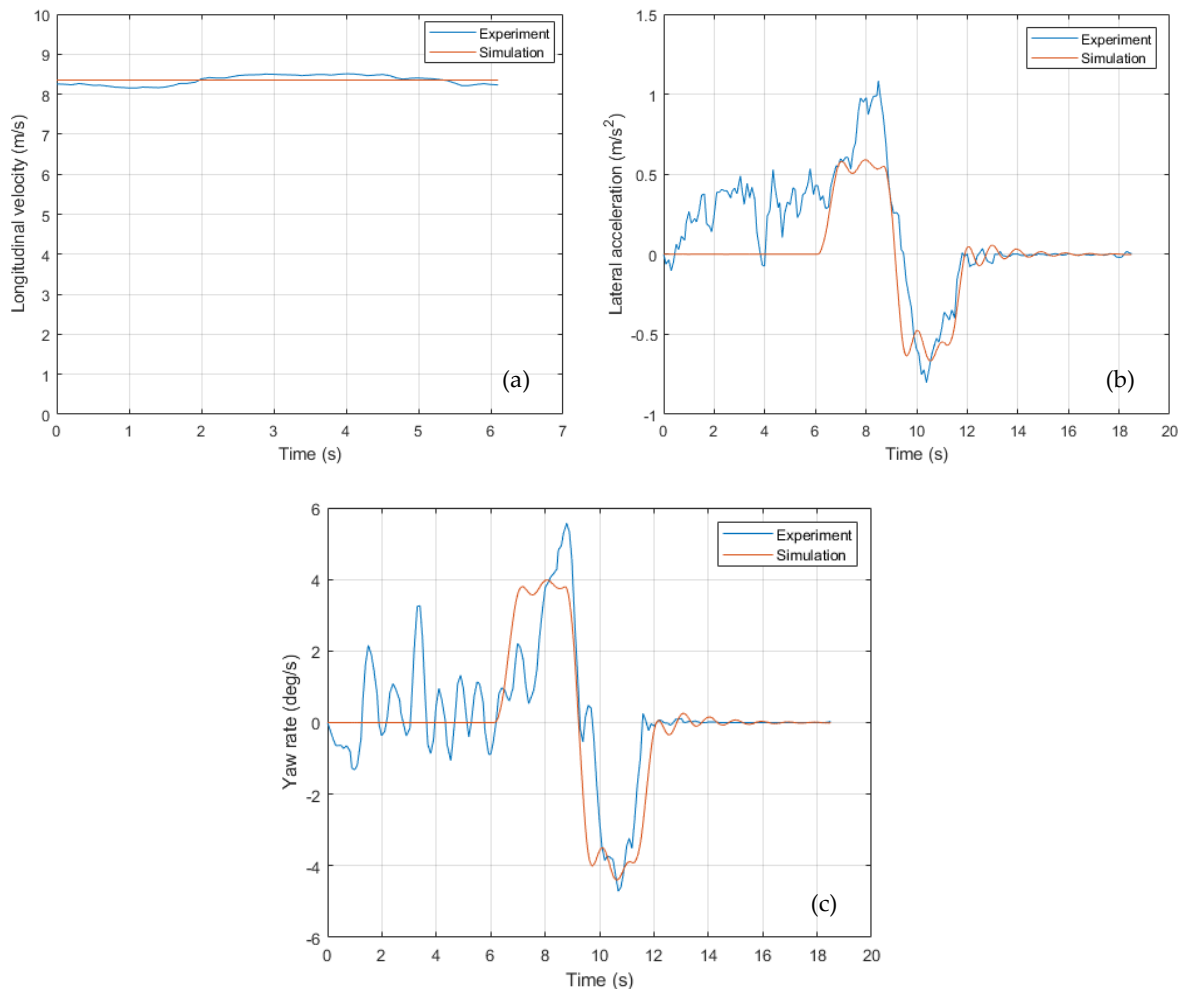 10
9
8
7
6
5
4
3
2
1
0
Longitudinal velocity (m/s)
Experiment
Simulation
(a)
0 1 2 3 4 5 6 7
Time (s)
1.5
1
0.5
0
-0.5
-1
Lateral acceleration (m/s²)
Experiment
Simulation
(b)
0 2 4 6 8 10 12 14 16 18 20
Time (s)
6
4
2
0
-2
-4
-6
Yaw rate (deg/s)
Experiment
Simulation
(c)
0 2 4 6 8 10 12 14 16 18 20
Time (s)